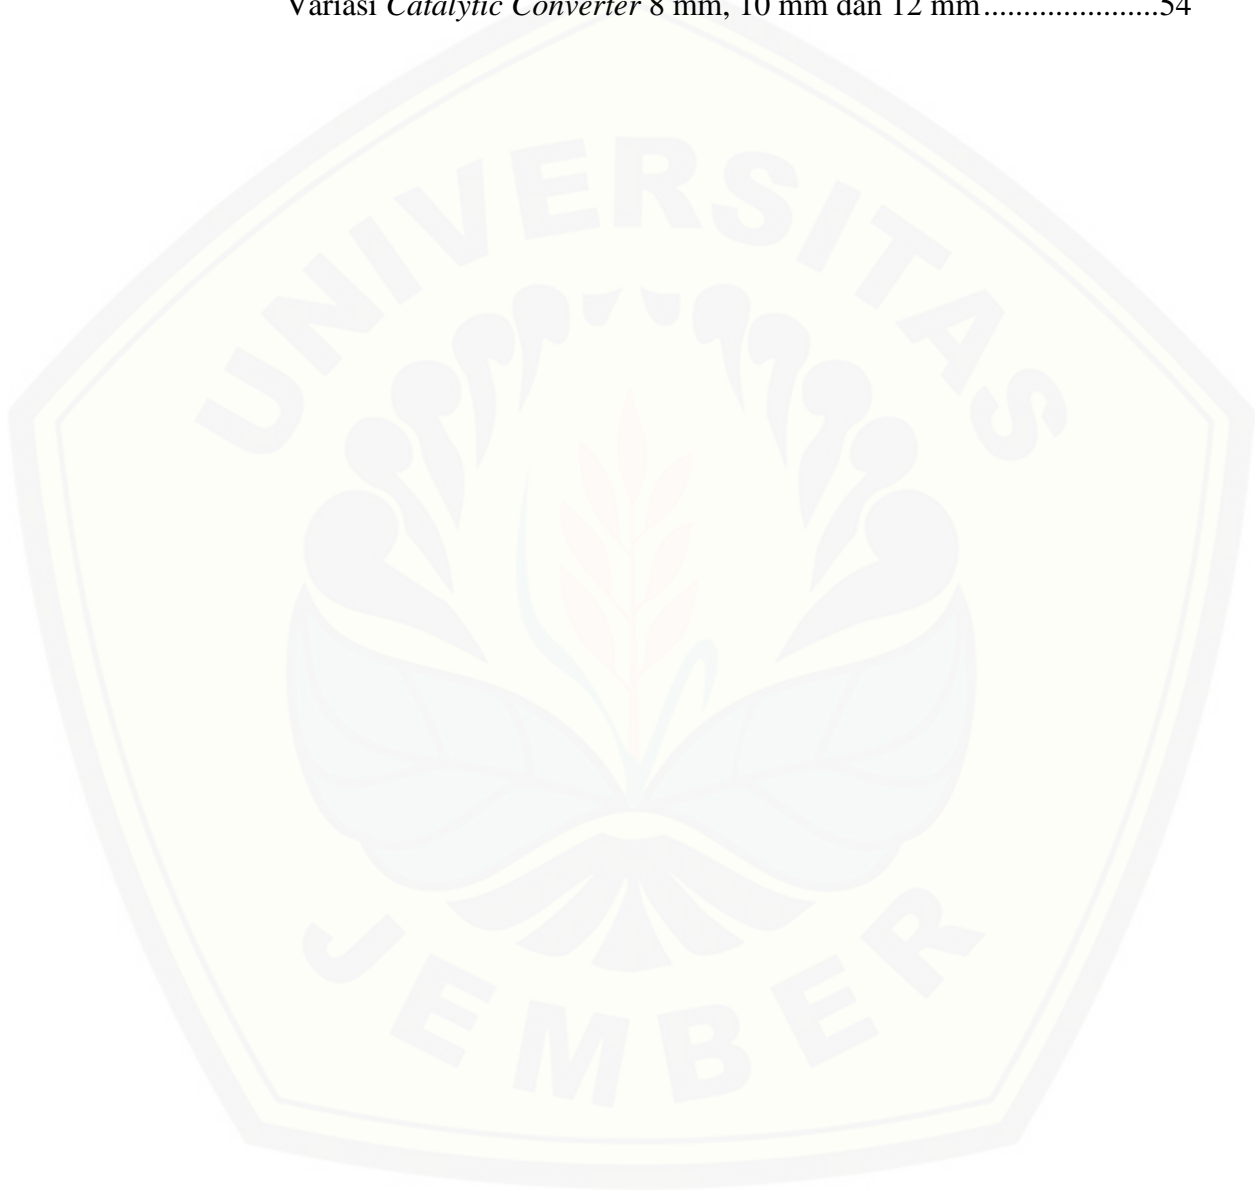 Variasi Catalytic Converter 8 mm, 10 mm dan 12 mm.....................54
UNIVERSITAS
JEMBER